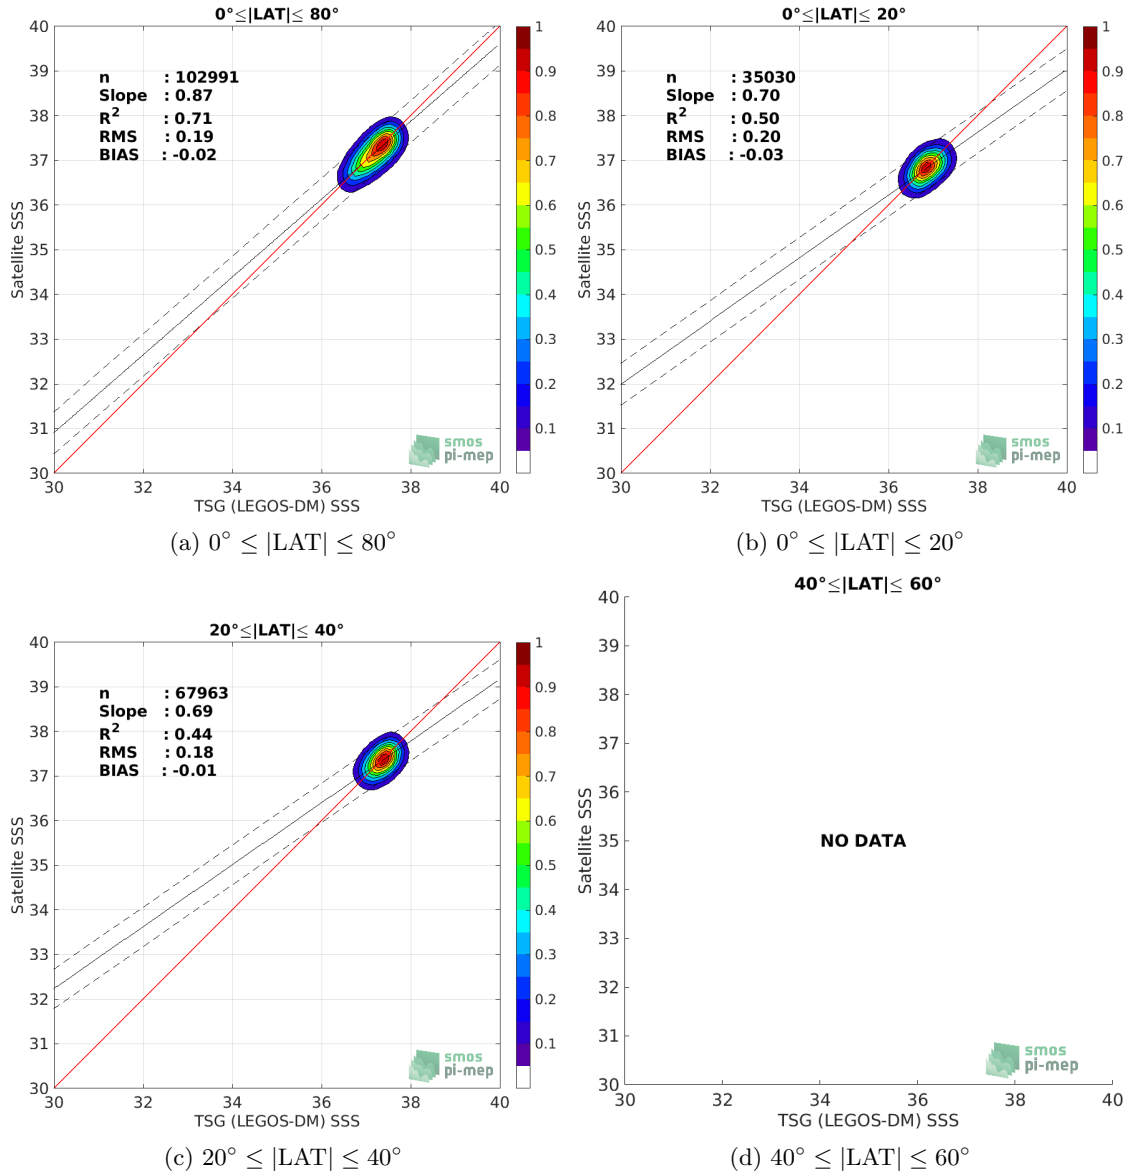 0°≤|LAT|≤ 80°
n : 102991
Slope : 0.87
R² : 0.71
RMS : 0.19
BIAS : -0.02
40
39
38
37
36
35
34
33
32
31
30
30 32 34 36 38 40
Satellite SSS
TSG (LEGOS-DM) SSS
1
0.9
0.8
0.7
0.6
0.5
0.4
0.3
0.2
0.1
smos
pi-mep
(a) 0° ≤ |LAT| ≤ 80°
0°≤|LAT|≤ 20°
n : 35030
Slope : 0.70
R² : 0.50
RMS : 0.20
BIAS : -0.03
40
39
38
37
36
35
34
33
32
31
30
30 32 34 36 38 40
Satellite SSS
TSG (LEGOS-DM) SSS
1
0.9
0.8
0.7
0.6
0.5
0.4
0.3
0.2
0.1
smos
pi-mep
(b) 0° ≤ |LAT| ≤ 20°
20°≤|LAT|≤ 40°
n : 67963
Slope : 0.69
R² : 0.44
RMS : 0.18
BIAS : -0.01
40
39
38
37
36
35
34
33
32
31
30
30 32 34 36 38 40
Satellite SSS
TSG (LEGOS-DM) SSS
1
0.9
0.8
0.7
0.6
0.5
0.4
0.3
0.2
0.1
smos
pi-mep
(c) 20° ≤ |LAT| ≤ 40°
40°≤|LAT|≤ 60°
40
39
38
37
36
35
34
33
32
31
30
30 32 34 36 38 40
Satellite SSS
NO DATA
TSG (LEGOS-DM) SSS
smos
pi-mep
(d) 40° ≤ |LAT| ≤ 60°